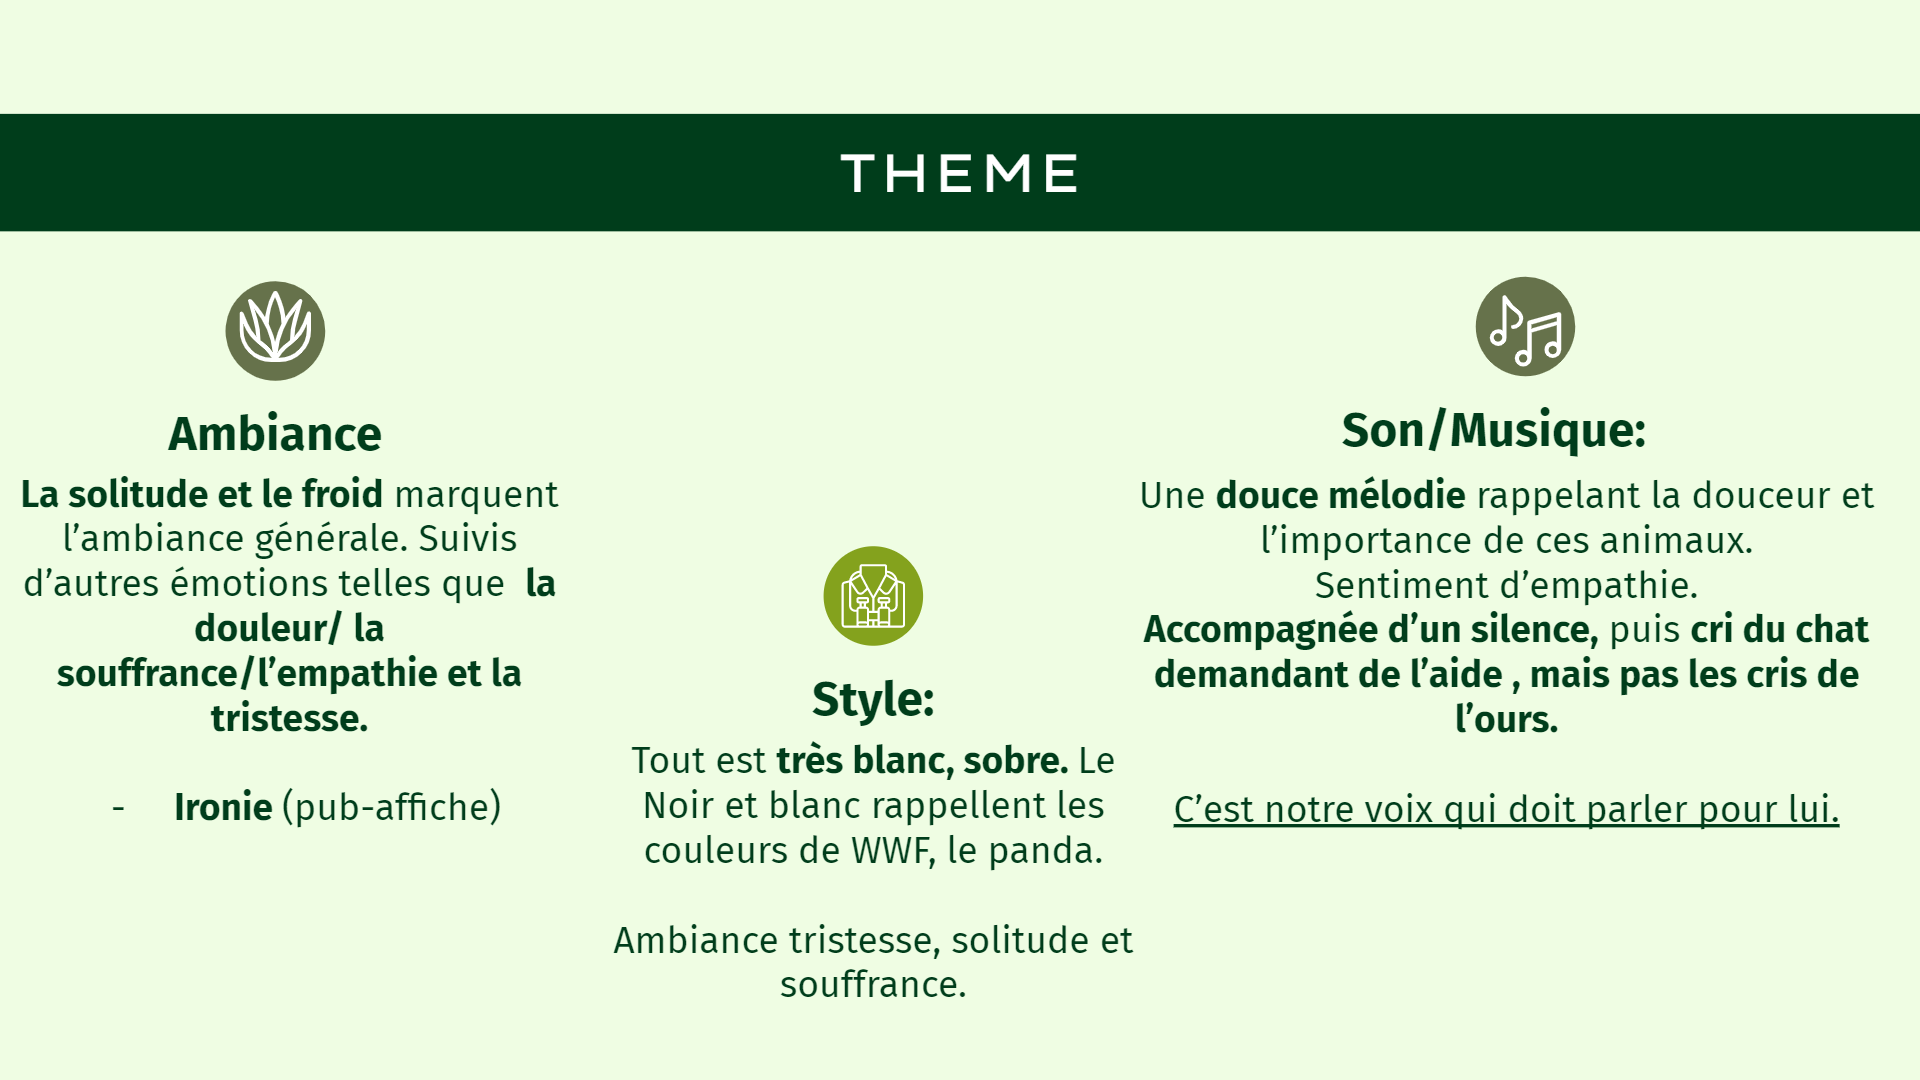 THEME
Ambiance
La solitude et le froid marquent
l’ambiance générale. Suivis
d’autres émotions telles que  la
douleur/ la
souffrance/l’empathie et la
tristesse.
- Ironie (pub-affiche)
Style:
Tout est très blanc, sobre. Le
Noir et blanc rappellent les
couleurs de WWF, le panda.
Ambiance tristesse, solitude et
souffrance.
Son/Musique:
Une douce mélodie rappelant la douceur et
l’importance de ces animaux.
Sentiment d’empathie.
Accompagnée d’un silence, puis cri du chat
demandant de l’aide , mais pas les cris de
l’ours.
C’est notre voix qui doit parler pour lui.